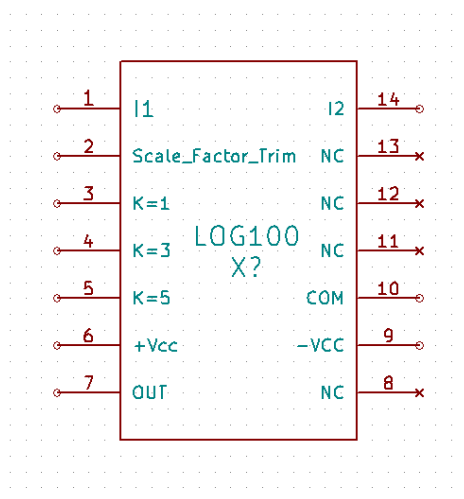 1 I1 I2 14
2 Scale_Factor_Trim NC 13
3 K=1 NC 12
LOG100
4 K=3 NC 11
X?
5 K=5 COM 10
6 +Vcc -VCC 9
7 OUT NC 8